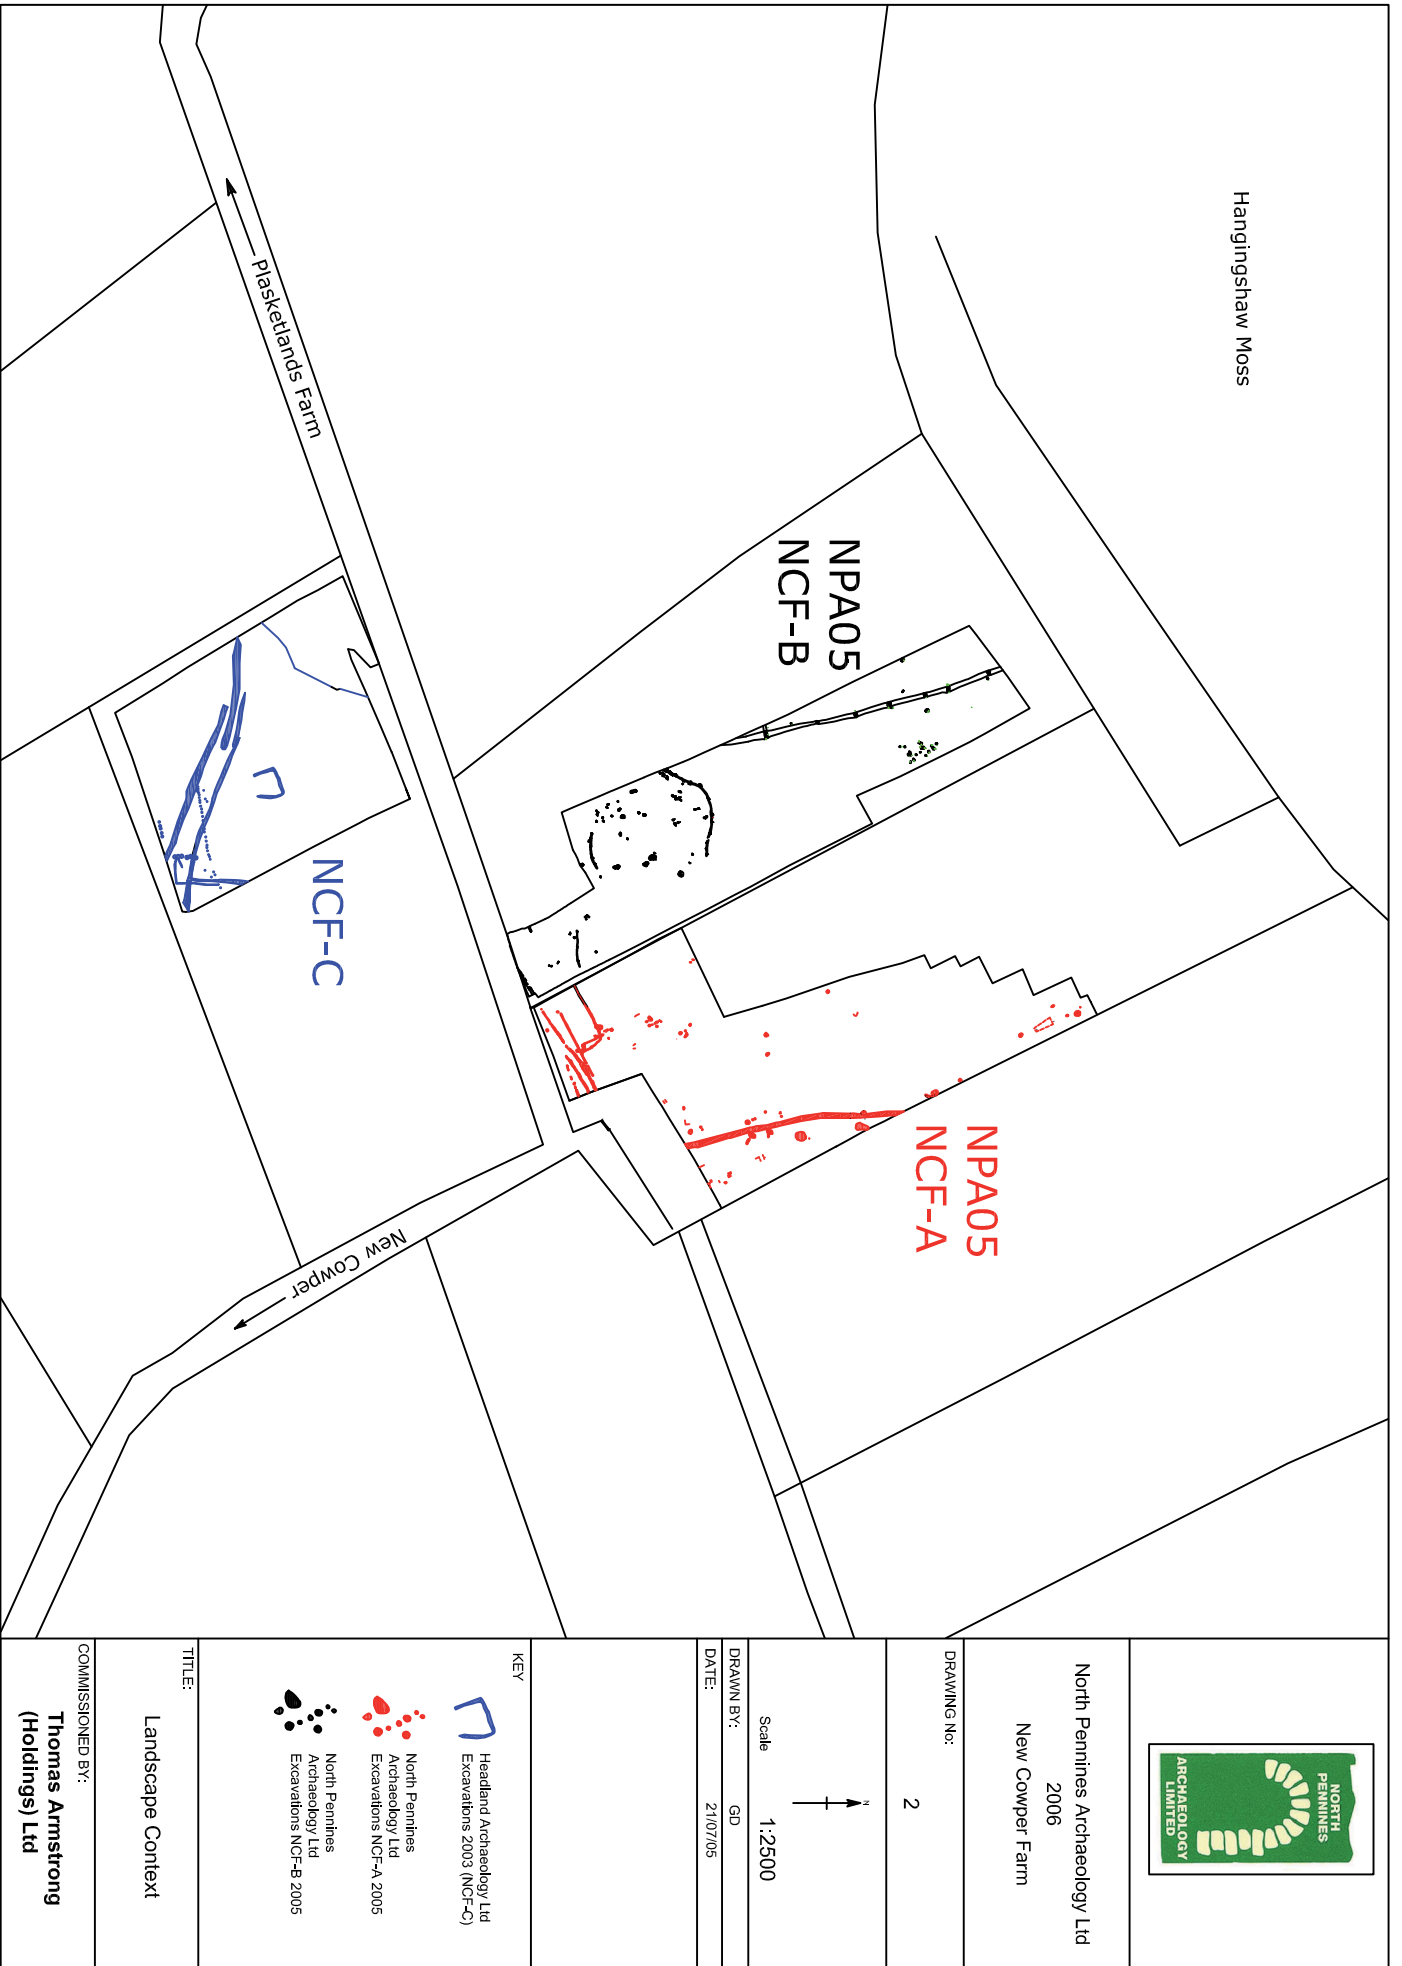 Hangingshaw Moss
Plasketlands Farm
NPA05
NCF-B
NCF-C
NPA05
NCF-A
New Cowper
NORTH
PENNINES
ARCHAEOLOGY
LIMITED
North Pennines Archaeology Ltd
2006
New Cowper Farm
DRAWING No:
2
N
Scale
1:2500
DRAWN BY:
GD
DATE:
21/07/05
KEY
Headland Archaeology Ltd
Excavations 2003 (NCF-C)
North Pennines
Archaeology Ltd
Excavations NCF-A 2005
North Pennines
Archaeology Ltd
Excavations NCF-B 2005
TITLE:
Landscape Context
COMMISSIONED BY:
Thomas Armstrong
(Holdings) Ltd